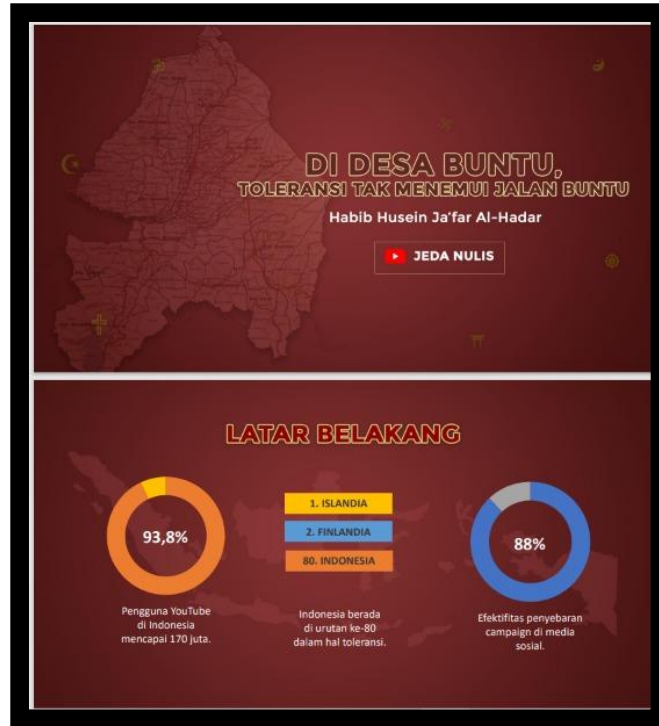 DI DESA BUNTU,
TOLERANSI TAK MENEMUI JALAN BUNTU
Habib Husein Ja'far Al-Hadar
JEDA NULIS
LATAR BELAKANG
93,8%
Pengguna YouTube
di Indonesia
mencapai 170 juta.
1. ISLANDIA
2. FINLANDIA
80. INDONESIA
Indonesia berada
di urutan ke-80
dalam hal toleransi.
88%
Efektifitas penyebaran
campaign di media
sosial.